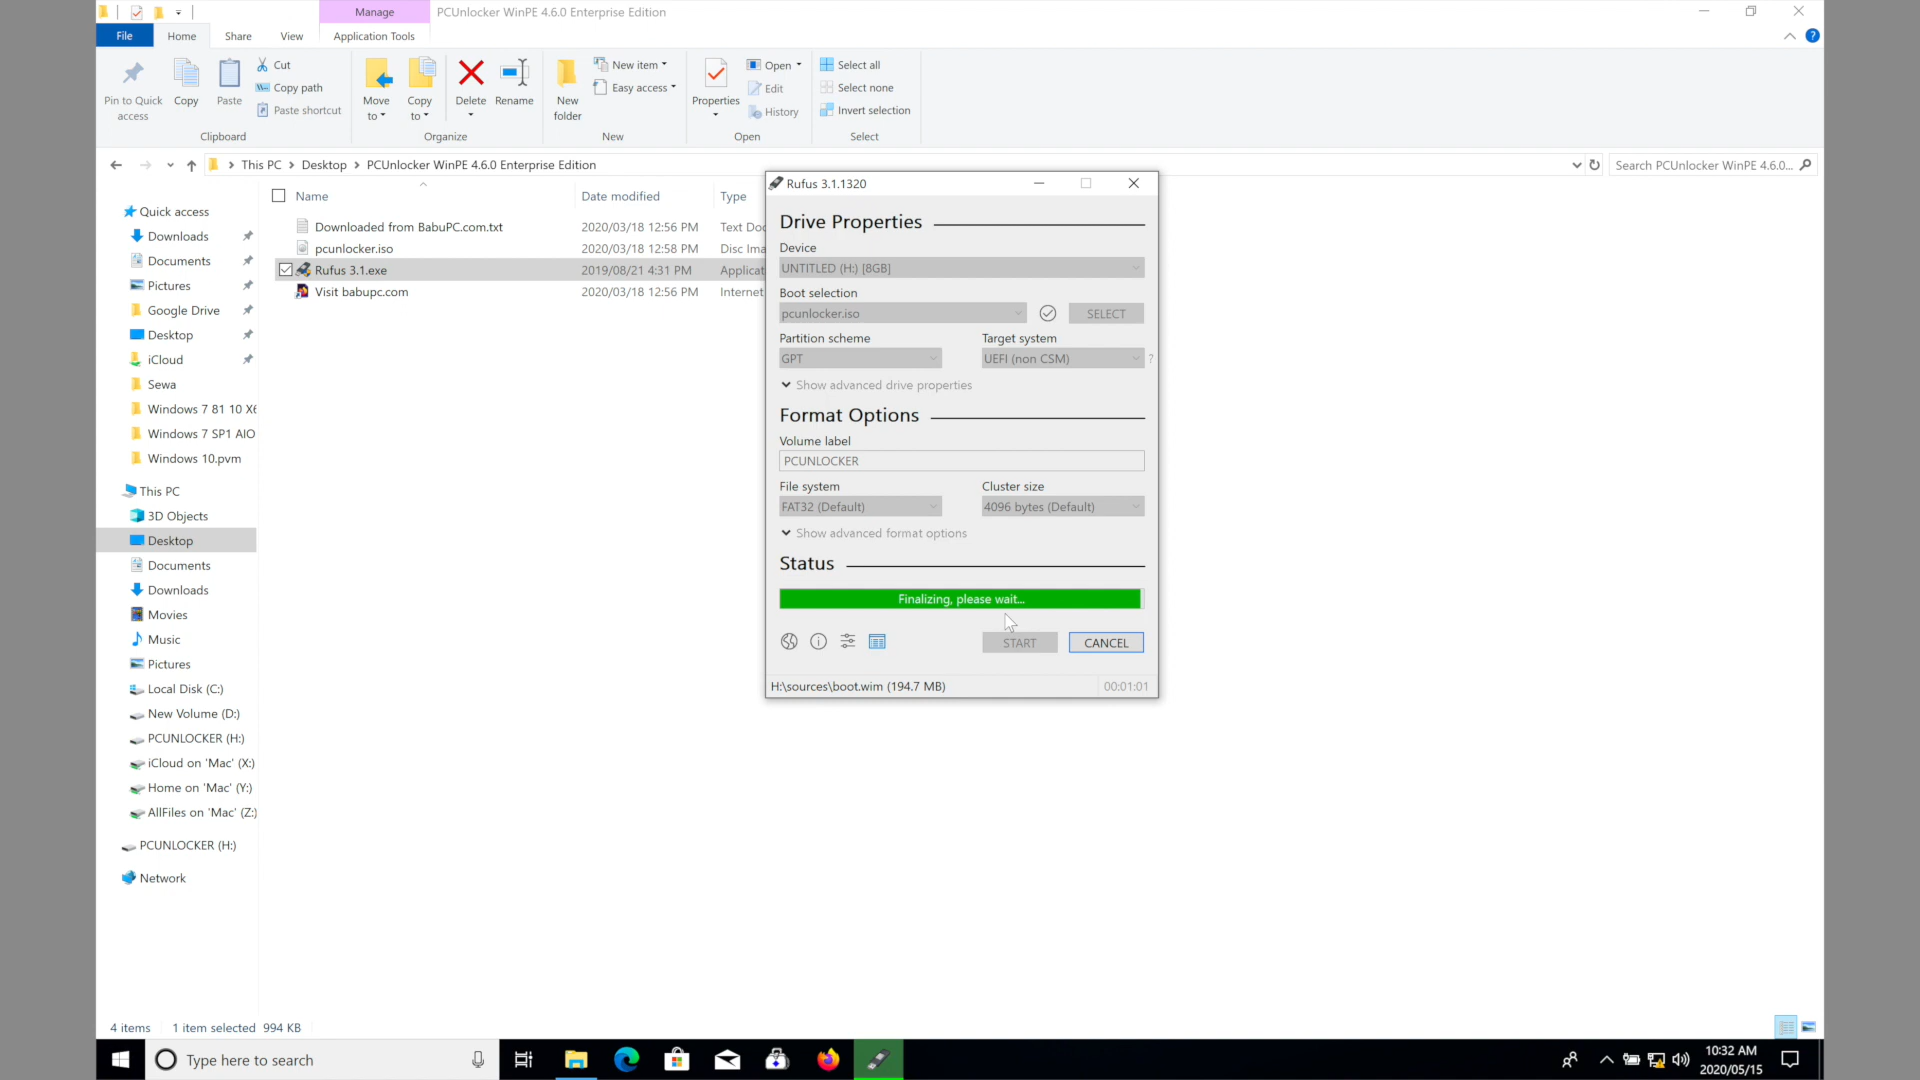 Manage
PCUnlocker WinPE 4.6.0 Enterprise Edition
File
Home
Share
View
Application Tools
Pin to Quick access
Copy
Paste
Cut
Copy path
Paste shortcut
Clipboard
Move to
Copy to
Delete
Rename
Organize
New folder
New item
Easy access
New
Properties
Open
Edit
History
Open
Select all
Select none
Invert selection
Select
This PC > Desktop > PCUnlocker WinPE 4.6.0 Enterprise Edition
Search PCUnlocker WinPE 4.6.0...
Name
Date modified
Type
Downloaded from BabuPC.com.txt 2020/03/18 12:56 PM Text Doc
pcunlocker.iso 2020/03/18 12:58 PM Disc Ima
Rufus 3.1.exe 2019/08/21 4:31 PM Applicat
Visit babupc.com 2020/03/18 12:56 PM Internet
Quick access
Downloads
Documents
Pictures
Google Drive
Desktop
iCloud
Sewa
Windows 7 81 10 X6
Windows 7 SP1 AIO
Windows 10.pvm
This PC
3D Objects
Desktop
Documents
Downloads
Movies
Music
Pictures
Local Disk (C:)
New Volume (D:)
PCUNLOCKER (H:)
iCloud on 'Mac' (X:)
Home on 'Mac' (Y:)
AllFiles on 'Mac' (Z:)
PCUNLOCKER (H:)
Network
Rufus 3.1.1320
Drive Properties
Device
UNTITLED (H:) [8GB]
Boot selection
pcunlocker.iso
SELECT
Partition scheme
Target system
GPT
UEFI (non CSM)
?
Show advanced drive properties
Format Options
Volume label
PCUNLOCKER
File system
Cluster size
FAT32 (Default)
4096 bytes (Default)
Show advanced format options
Status
Finalizing, please wait...
START
CANCEL
H:\sources\boot.wim (194.7 MB)
00:01:01
4 items
1 item selected 994 KB
Type here to search
10:32 AM
2020/05/15